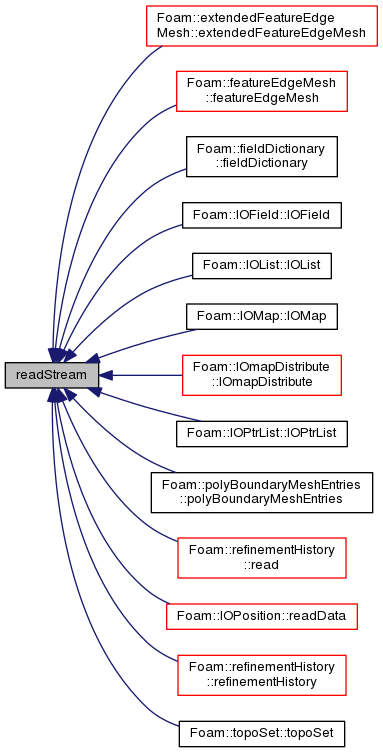 Foam::extendedFeatureEdge
Mesh::extendedFeatureEdgeMesh
Foam::featureEdgeMesh
::featureEdgeMesh
Foam::fieldDictionary
::fieldDictionary
Foam::IOField::IOField
Foam::IOList::IOList
Foam::IOMap::IOMap
readStream
Foam::IOmapDistribute
::IOmapDistribute
Foam::IOPtrList::IOPtrList
Foam::polyBoundaryMeshEntries
::polyBoundaryMeshEntries
Foam::refinementHistory
::read
Foam::IOPosition::readData
Foam::refinementHistory
::refinementHistory
Foam::topoSet::topoSet